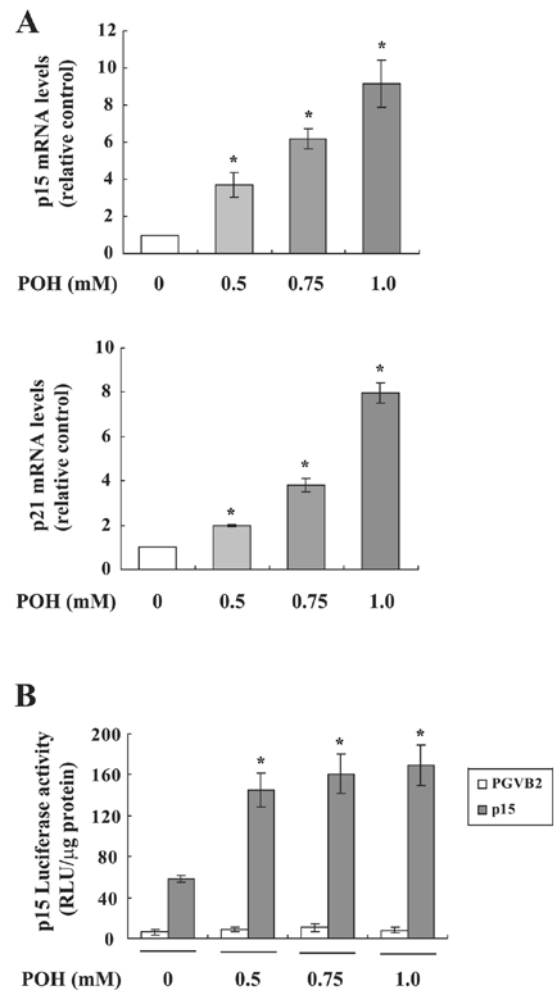 A
p15 mRNA levels
(relative control)
12
10
8
6
4
2
0
*
*
*
POH (mM) 0 0.5 0.75 1.0
p21 mRNA levels
(relative control)
10
8
6
4
2
0
*
*
*
POH (mM) 0 0.5 0.75 1.0
B
p15 Luciferase activity
(RLU/µg protein)
200
160
120
80
40
0
* * *
PGVB2
p15
POH (mM) 0 0.5 0.75 1.0